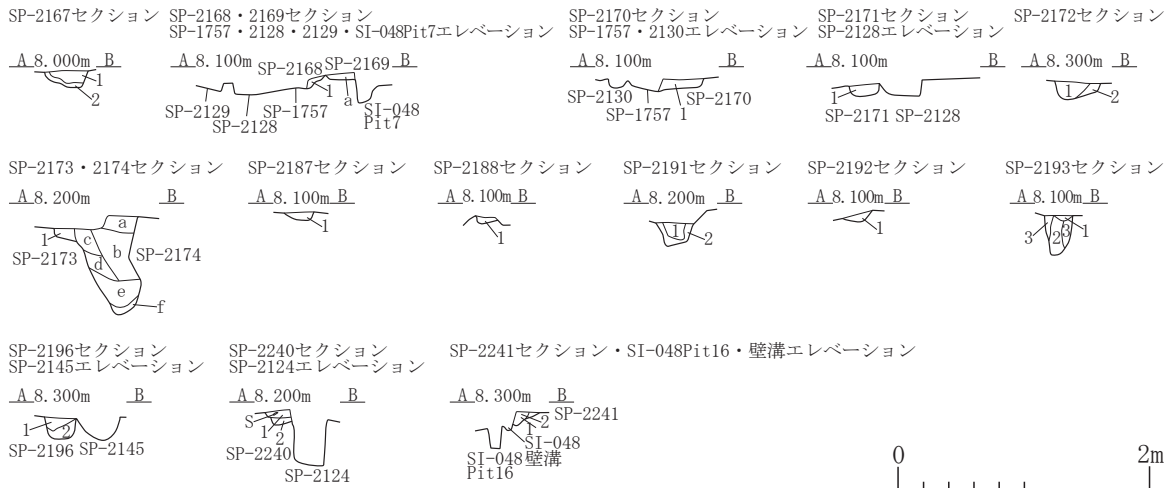 SP-2167セクション
A 8.000m B
1
2
SP-2168・2169セクション
SP-1757・2128・2129・SI-048Pit7エレベーション
A 8.100m B
SP-2168 SP-2169
1
a
SP-2129
SP-2128
SP-1757
SI-048
Pit7
SP-2170セクション
SP-1757・2130エレベーション
A 8.100m B
SP-2130
SP-1757
1
SP-2170
SP-2171セクション
SP-2128エレベーション
A 8.100m B
1
SP-2171 SP-2128
SP-2172セクション
A 8.300m B
1
2
SP-2173・2174セクション
A 8.200m B
a
1
c
b
d
SP-2173
SP-2174
e
f
SP-2187セクション
A 8.100m B
1
SP-2188セクション
A 8.100m B
1
SP-2191セクション
A 8.200m B
1
2
SP-2192セクション
A 8.100m B
1
SP-2193セクション
A 8.100m B
3 2 3 1
SP-2196セクション
SP-2145エレベーション
A 8.300m B
1
2
SP-2196 SP-2145
SP-2240セクション
SP-2124エレベーション
A 8.200m B
S
1
2
SP-2240
SP-2124
SP-2241セクション・SI-048Pit16・壁溝エレベーション
A 8.300m B
2
SP-2241
1
SI-048
壁溝
SI-048
Pit16
0 2m